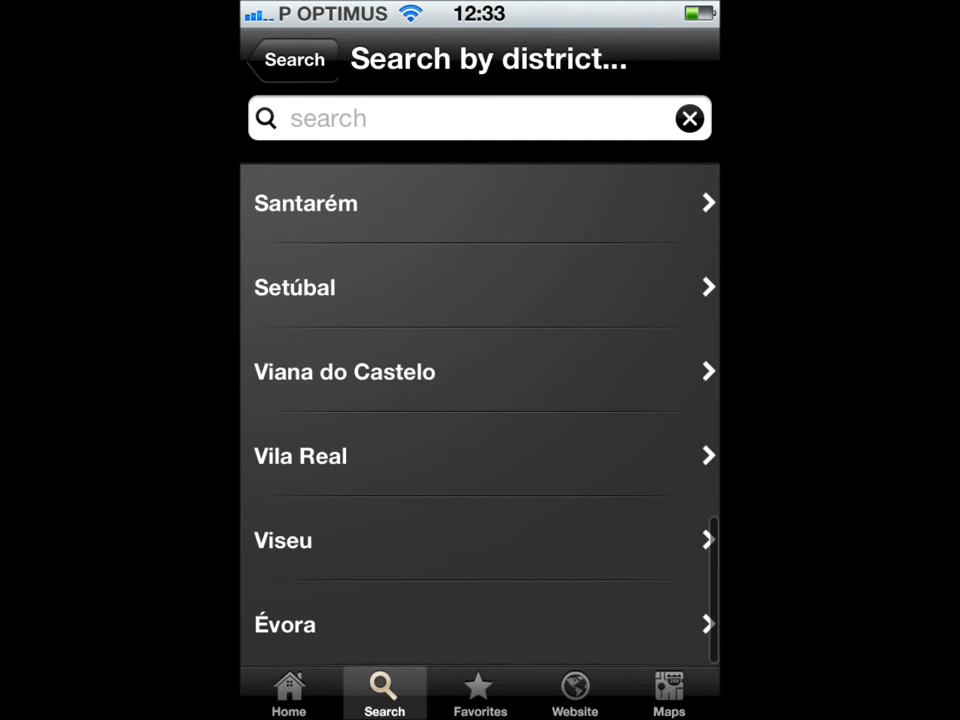 P OPTIMUS 12:33
Search Search by district...
search
Santarém
Setúbal
Viana do Castelo
Vila Real
Viseu
Évora
Home Search Favorites Website Maps